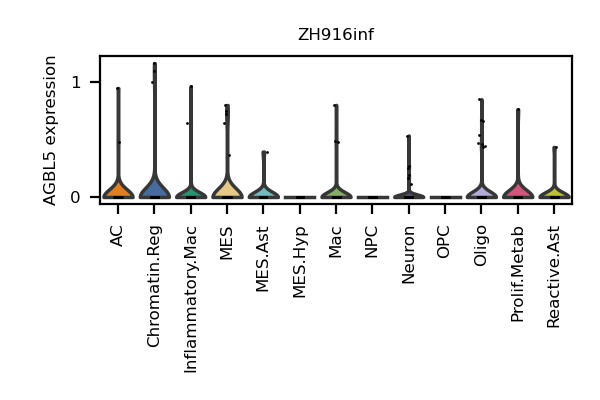 ZH916inf
AGBL5 expression
1
0
AC
Chromatin.Reg
Inflammatory.Mac
MES
MES.Ast
MES.Hyp
Mac
NPC
Neuron
OPC
Oligo
Prolif.Metab
Reactive.Ast